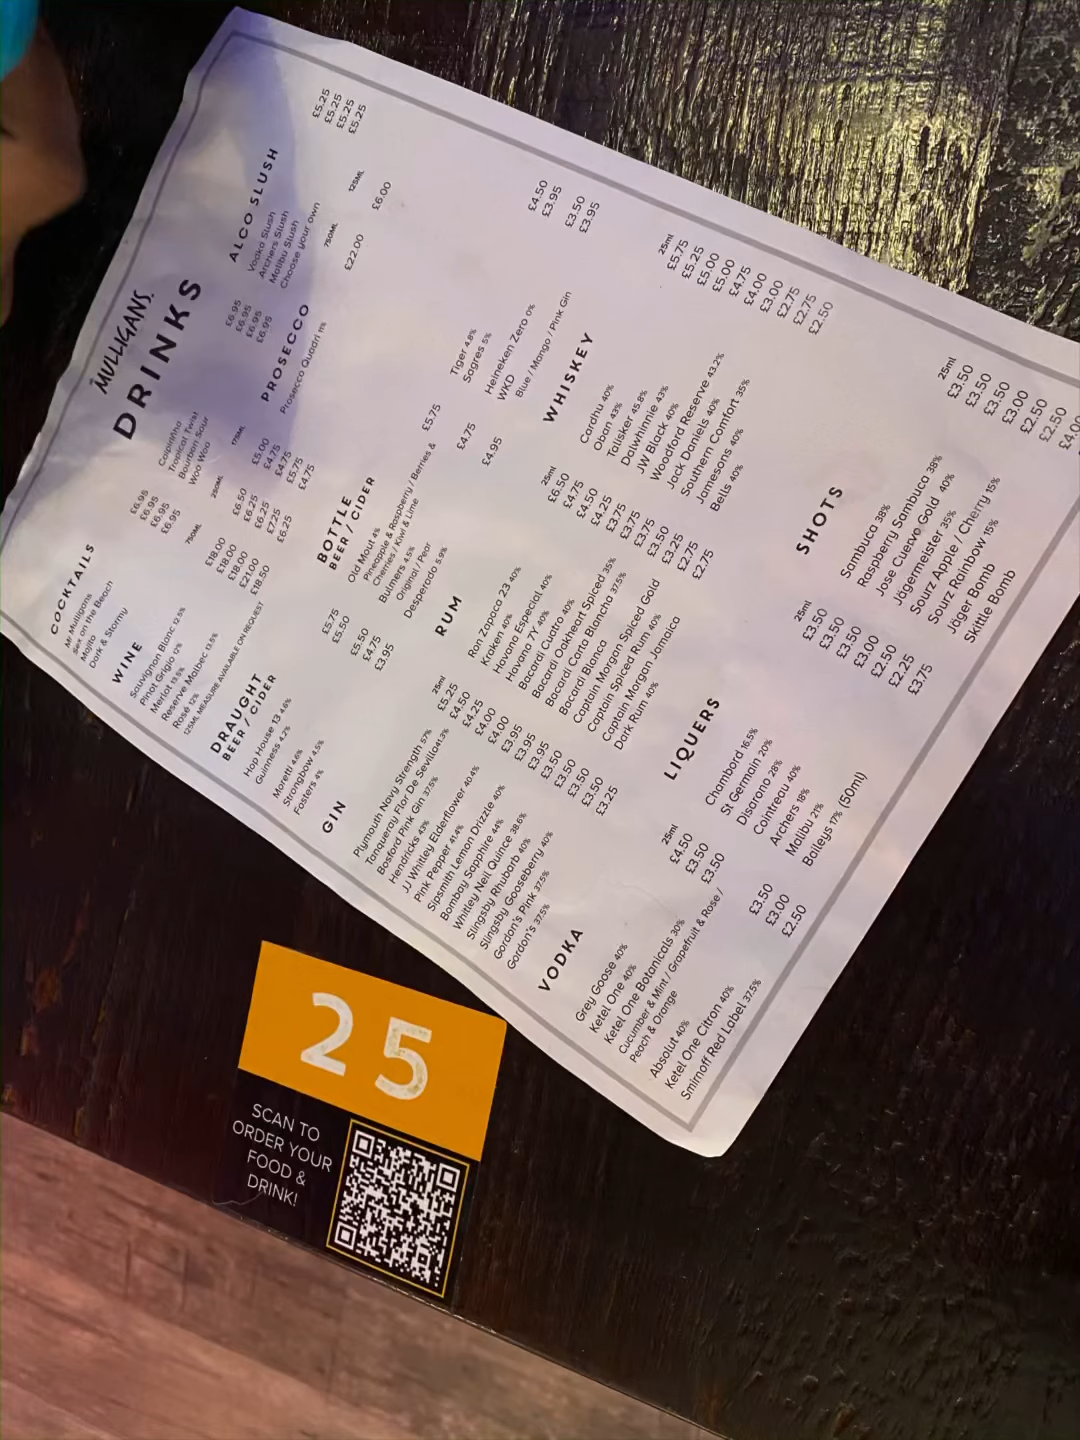 MULLIGANS.
DRINKS
COCKTAILS
Mr Mulligans £6.95
Sex on the Beach £6.95
Mojito £6.95
Dark & Stormy £6.95
Caipirinha £6.95
Tropical Twist £6.95
Bourbon Sour £6.95
Woo Woo £6.95
ALCO SLUSH
Vodka Slush £5.25
Archers Slush £5.25
Malibu Slush £5.25
Choose your own £5.25
WINE 750ML 250ML 175ML
Sauvignon Blanc 12.5% £18.00 £6.50 £5.00
Pinot Grigio 12% £18.00 £6.25 £4.75
Merlot 13.5% £18.00 £6.25 £4.75
Reserve Malbec 13.5% £21.00 £7.25 £5.75
Rosé 12% £18.50 £6.25 £4.75
125ML MEASURE AVAILABLE ON REQUEST
PROSECCO 750ML 125ML
Prosecco Quadri 11% £22.00 £6.00
DRAUGHT
BEER / CIDER
Hop House 13 4.6% £5.75
Guinness 4.2% £5.50
Moretti 4.6% £5.50
Strongbow 4.5% £4.75
Fosters 4% £3.95
BOTTLE
BEER / CIDER
Old Mout 4% £5.75
Pineapple & Raspberry / Berries &
Cherries / Kiwi & Lime
Bulmers 4.5% £4.75
Original / Pear
Desperado 5.9% £4.95
Tiger 4.8% £4.50
Sagres 5% £3.95
Heineken Zero 0% £3.50
WKD £3.95
Blue / Mango / Pink Gin
GIN 25ml
Plymouth Navy Strength 57% £5.25
Tanqueray Flor De Sevilla 41.3% £4.50
Bosford Pink Gin 37.5% £4.25
Hendricks 43% £4.00
JJ Whitley Elderflower 40.4% £4.00
Pink Pepper 41.4% £3.95
Sipsmith Lemon Drizzle 40% £3.95
Bombay Sapphire 44% £3.95
Whitley Neil Quince 38.6% £3.50
Slingsby Rhubarb 40% £3.50
Slingsby Gooseberry 40% £3.50
Gordon's Pink 37.5% £3.50
Gordon's 37.5% £3.25
RUM 25ml
Ron Zapaca 23 40% £6.50
Kraken 40% £4.75
Havana Especial 40% £4.50
Havana 7Y 40% £4.25
Bacardi Cuatro 40% £3.75
Bacardi Oakheart Spiced 35% £3.75
Bacardi Carta Blancha 37.5% £3.75
Bacardi Blanca £3.50
Captain Morgan Spiced Gold £3.25
Captain Spiced Rum 40% £2.75
Captain Morgan Jamaica £2.75
Dark Rum 40%
WHISKEY 25ml
Cardhu 40% £5.75
Oban 43% £5.25
Talisker 45.8% £5.00
Dalwhinnie 43% £5.00
JW Black 40% £4.75
Woodford Reserve 43.2% £4.00
Jack Daniels 40% £3.00
Southern Comfort 35% £2.75
Jamesons 40% £2.75
Bells 40% £2.50
VODKA 25ml
Grey Goose 40% £4.50
Ketel One 40% £3.50
Ketel One Botanicals 30% £3.50
Cucumber & Mint / Grapefruit & Rose /
Peach & Orange
Absolut 40% £3.50
Ketel One Citron 40% £3.00
Smirnoff Red Label 37.5% £2.50
LIQUERS 25ml
Chambord 16.5% £3.50
St Germain 20% £3.50
Disarono 28% £3.50
Cointreau 40% £3.00
Archers 18% £2.50
Malibu 21% £2.25
Baileys 17% (50ml) £3.75
SHOTS 25ml
Sambuca 38% £3.50
Raspberry Sambuca 38% £3.50
Jose Cuervo Gold 40% £3.50
Jägermeister 35% £3.00
Sourz Apple / Cherry 15% £2.50
Sourz Rainbow 15% £2.50
Jäger Bomb £4.00
Skittle Bomb
25
SCAN TO
ORDER YOUR
FOOD &
DRINK!